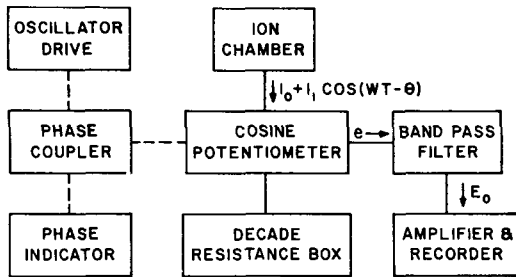 OSCILLATOR
DRIVE
ION
CHAMBER
↓I₀+I₁ COS(WT-θ)
PHASE
COUPLER
COSINE
POTENTIOMETER
e→
BAND PASS
FILTER
↓E₀
PHASE
INDICATOR
DECADE
RESISTANCE BOX
AMPLIFIER &
RECORDER